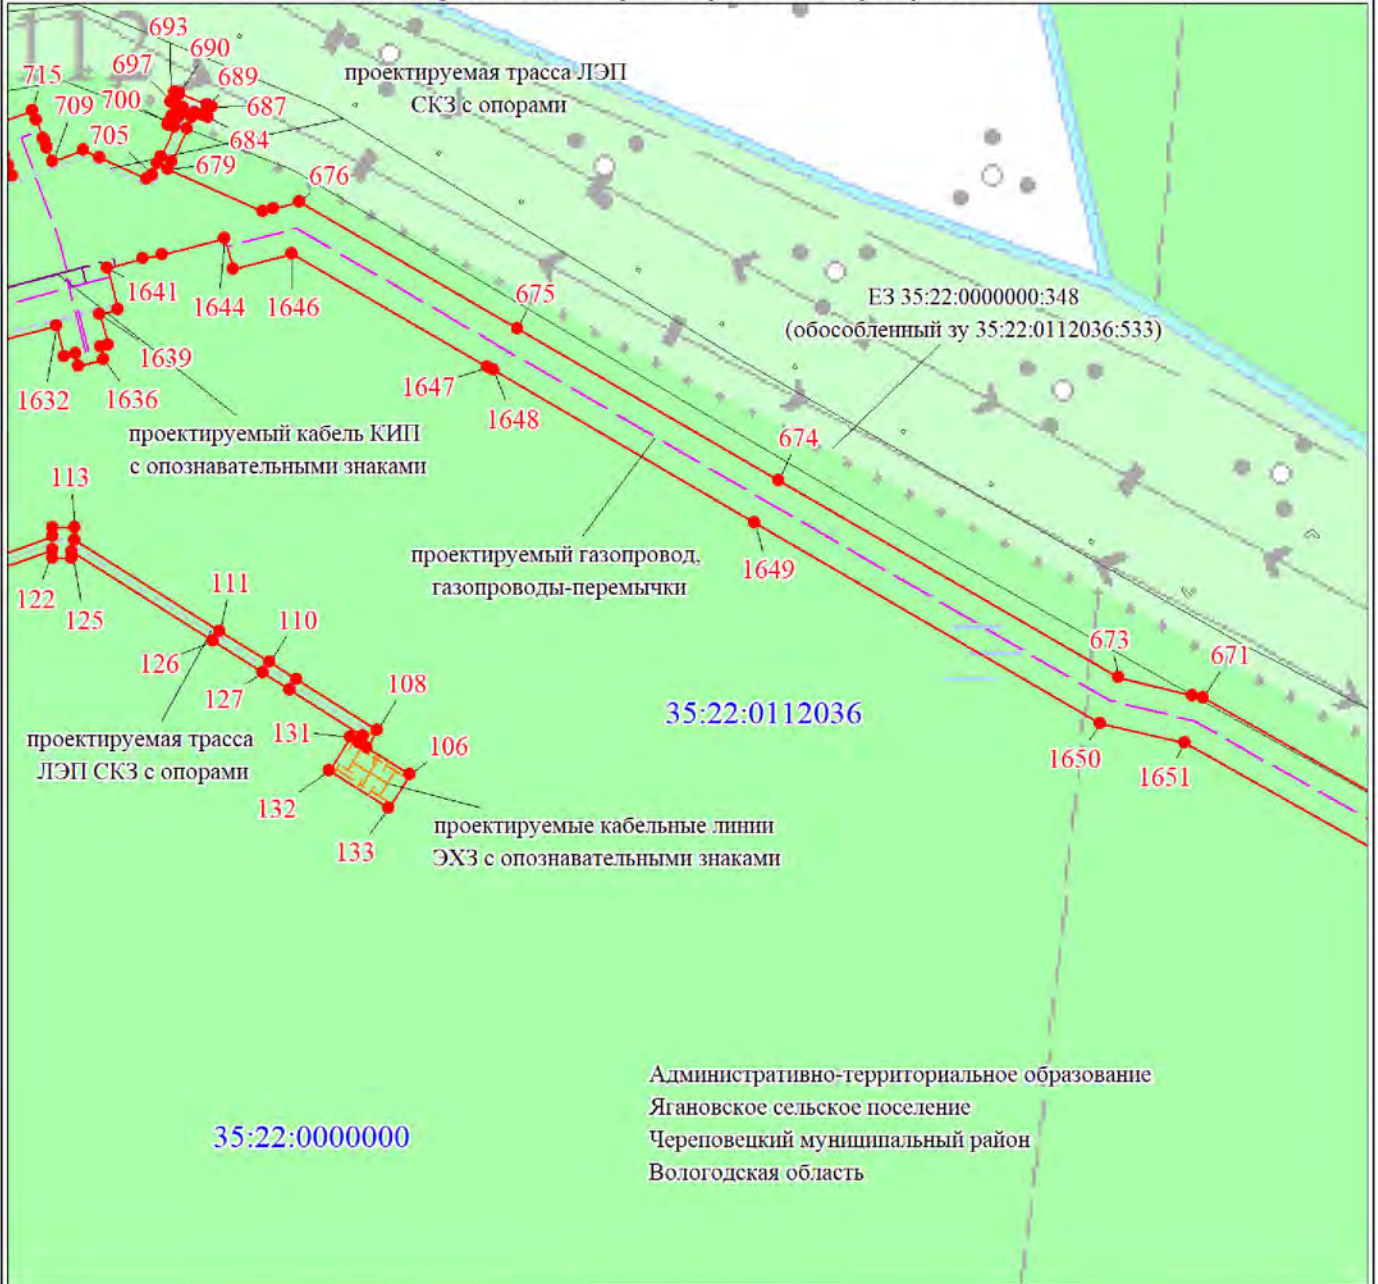 112
693
690
697
689
715
709
700
687
705
684
679
676
проектируемая трасса ЛЭП
СКЗ с опорами
1641
1644
1646
675
ЕЗ 35:22:0000000:348
(обособленный зу 35:22:0112036:533)
1639
1632
1636
1647
1648
проектируемый кабель КИП
с опознавательными знаками
674
113
проектируемый газопровод,
газопроводы-перемычки
1649
122
125
111
110
126
127
108
673
671
35:22:0112036
131
106
проектируемая трасса
ЛЭП СКЗ с опорами
1650
1651
132
133
проектируемые кабельные линии
ЭХЗ с опознавательными знаками
Административно-территориальное образование
Ягановское сельское поселение
Череповецкий муниципальный район
Вологодская область
35:22:0000000